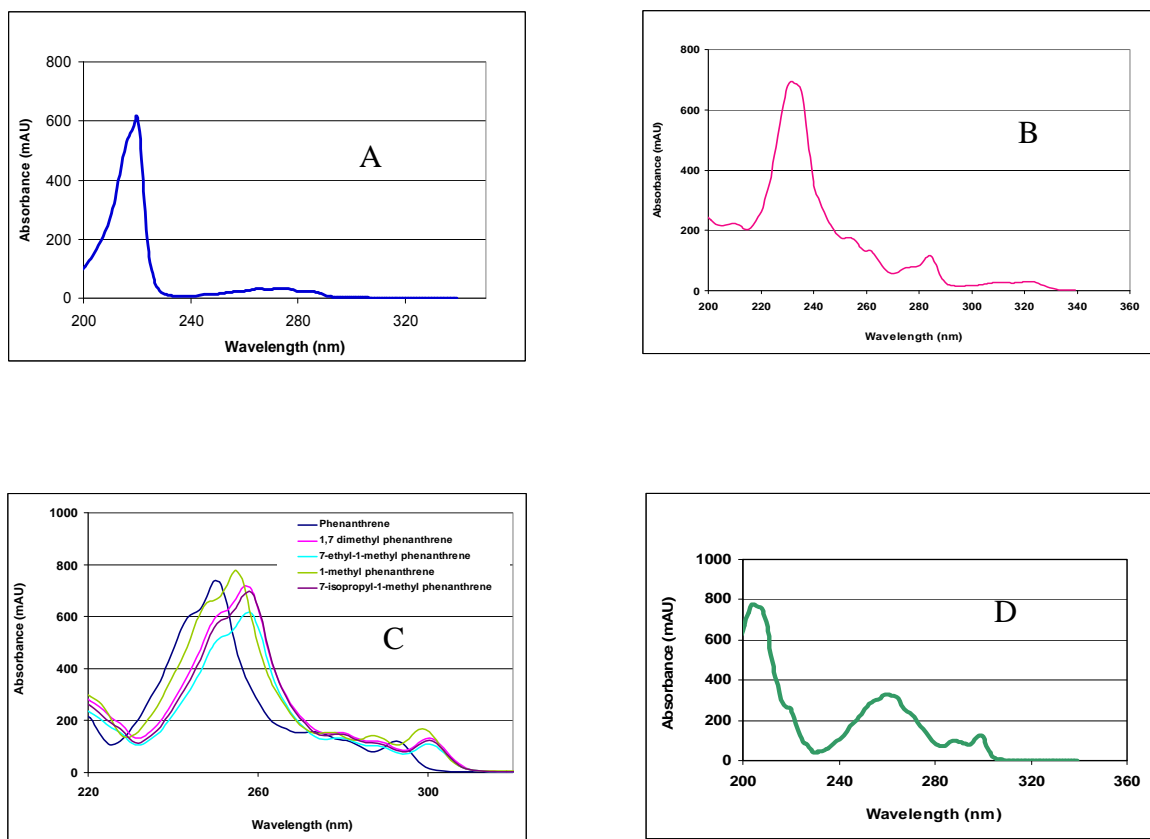 800
600
400
200
0
Absorbance (mAU)
A
200 240 280 320
Wavelength (nm)
800
600
400
200
0
Absorbance (mAU)
B
200 220 240 260 280 300 320 340 360
Wavelength (nm)
1000
800
600
400
200
0
Absorbance (mAU)
Phenanthrene
1,7 dimethyl phenanthrene
7-ethyl-1-methyl phenanthrene
1-methyl phenanthrene
7-isopropyl-1-methyl phenanthrene
C
220 260 300
Wavelength (nm)
1000
800
600
400
200
0
Absorbance (mAU)
D
200 240 280 320 360
Wavelength (nm)